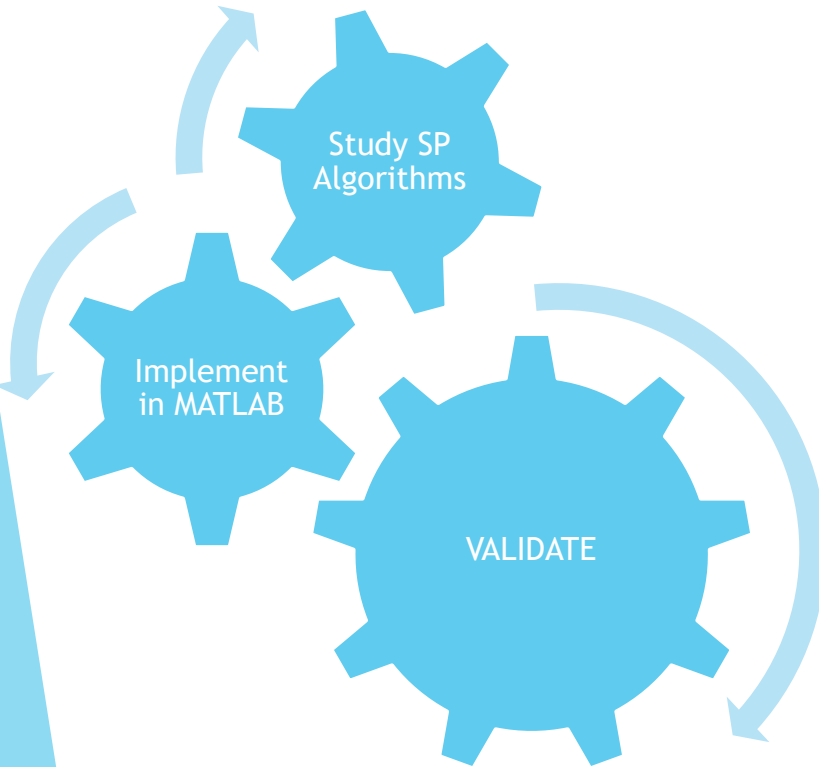 Study SP
Algorithms
Implement
in MATLAB
VALIDATE